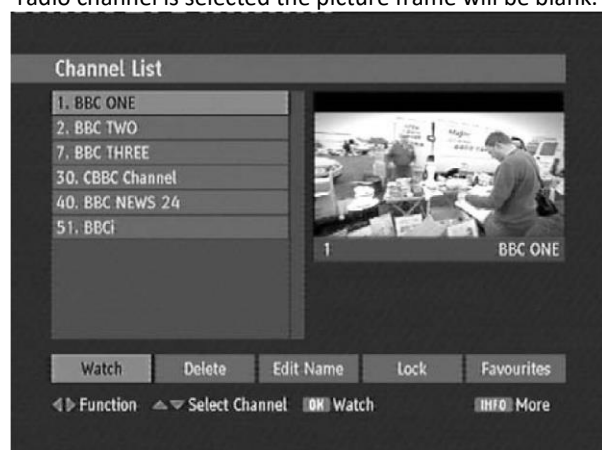 radio channel is selected the picture frame will be blank.
Channel List
1. BBC ONE
2. BBC TWO
7. BBC THREE
30. CBBC Channel
40. BBC NEWS 24
51. BBCi
1 BBC ONE
Watch Delete Edit Name Lock Favourites
Function Select Channel OK Watch INFO More